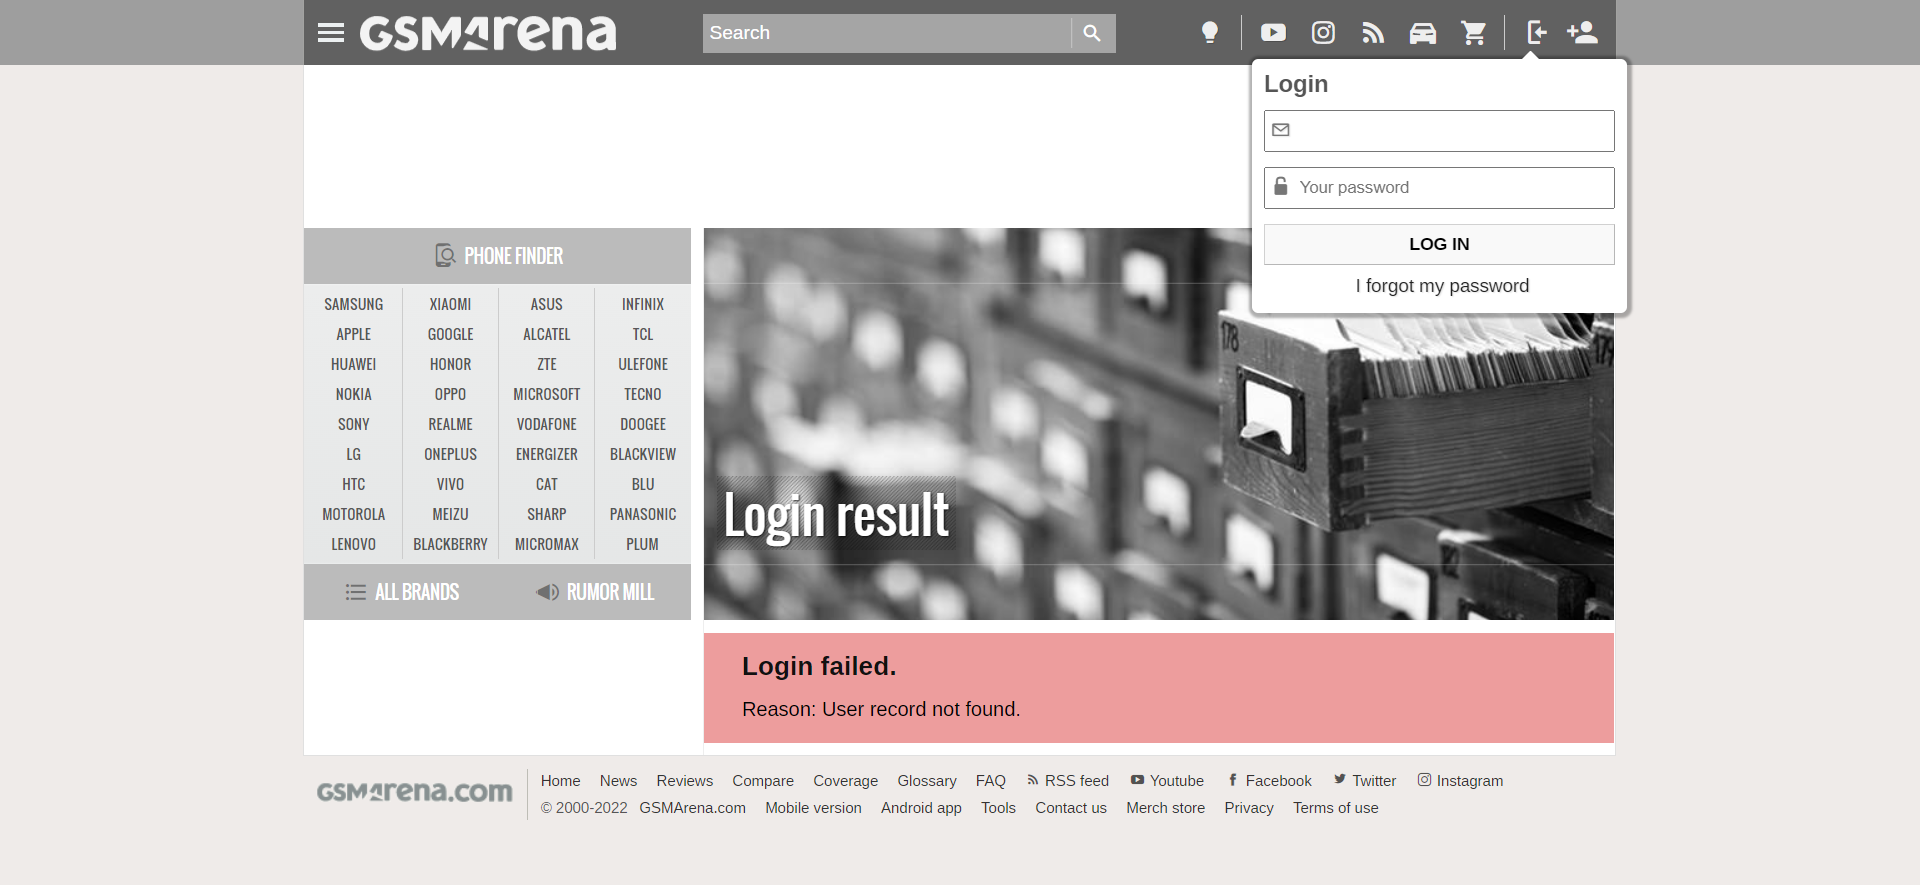 GSMArena
Search
Login
Your password
LOG IN
I forgot my password
PHONE FINDER
SAMSUNG XIAOMI ASUS INFINIX
APPLE GOOGLE ALCATEL TCL
HUAWEI HONOR ZTE ULEFONE
NOKIA OPPO MICROSOFT TECNO
SONY REALME VODAFONE DOOGEE
LG ONEPLUS ENERGIZER BLACKVIEW
HTC VIVO CAT BLU
MOTOROLA MEIZU SHARP PANASONIC
LENOVO BLACKBERRY MICROMAX PLUM
ALL BRANDS RUMOR MILL
178
Login result
Login failed.
Reason: User record not found.
GSMArena.com
Home News Reviews Compare Coverage Glossary FAQ RSS feed Youtube Facebook Twitter Instagram
© 2000-2022 GSMArena.com Mobile version Android app Tools Contact us Merch store Privacy Terms of use